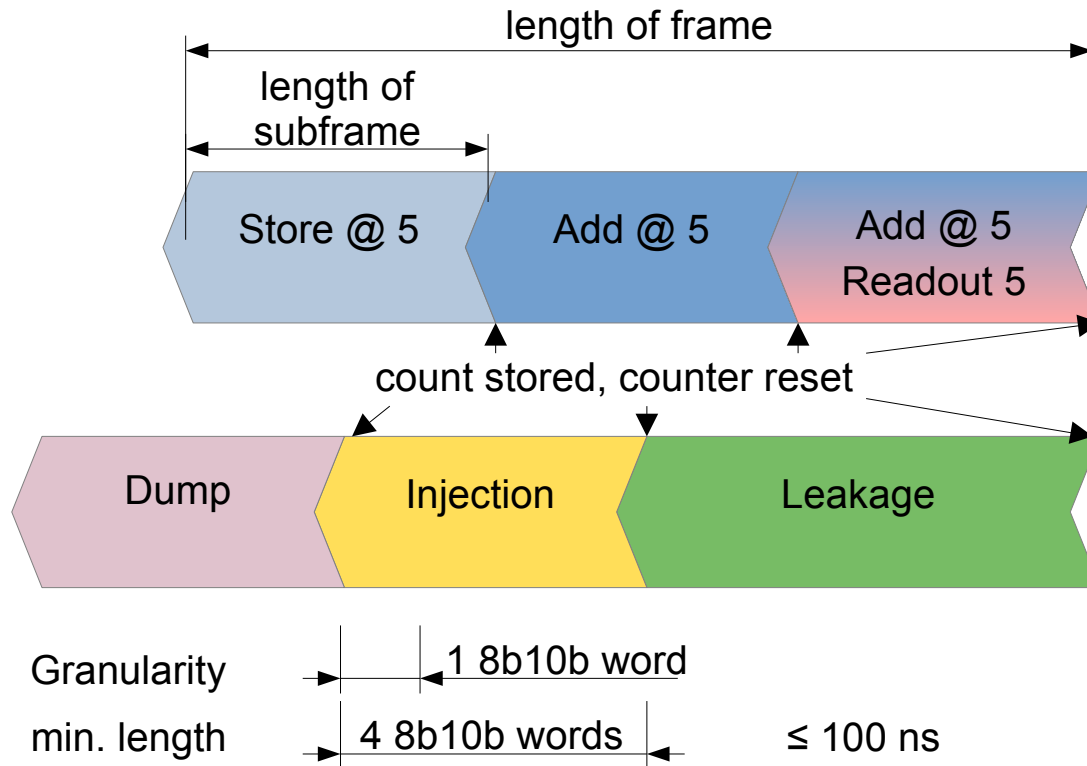 length of frame
length of
subframe
Store @ 5
Add @ 5
Add @ 5
Readout 5
count stored, counter reset
Dump
Injection
Leakage
Granularity
1 8b10b word
min. length
4 8b10b words
≤ 100 ns